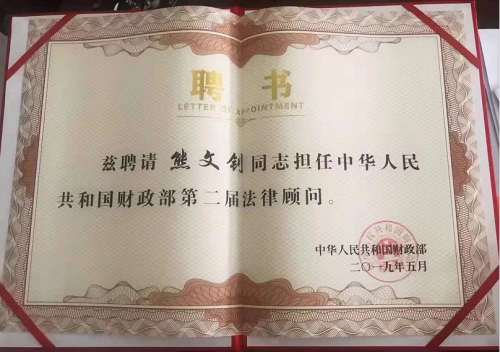 聘书
LETTER OF APPOINTMENT
兹聘请熊文钊同志担任中华人民
共和国财政部第二届法律顾问。
中华人民共和国财政部
二〇一九年五月